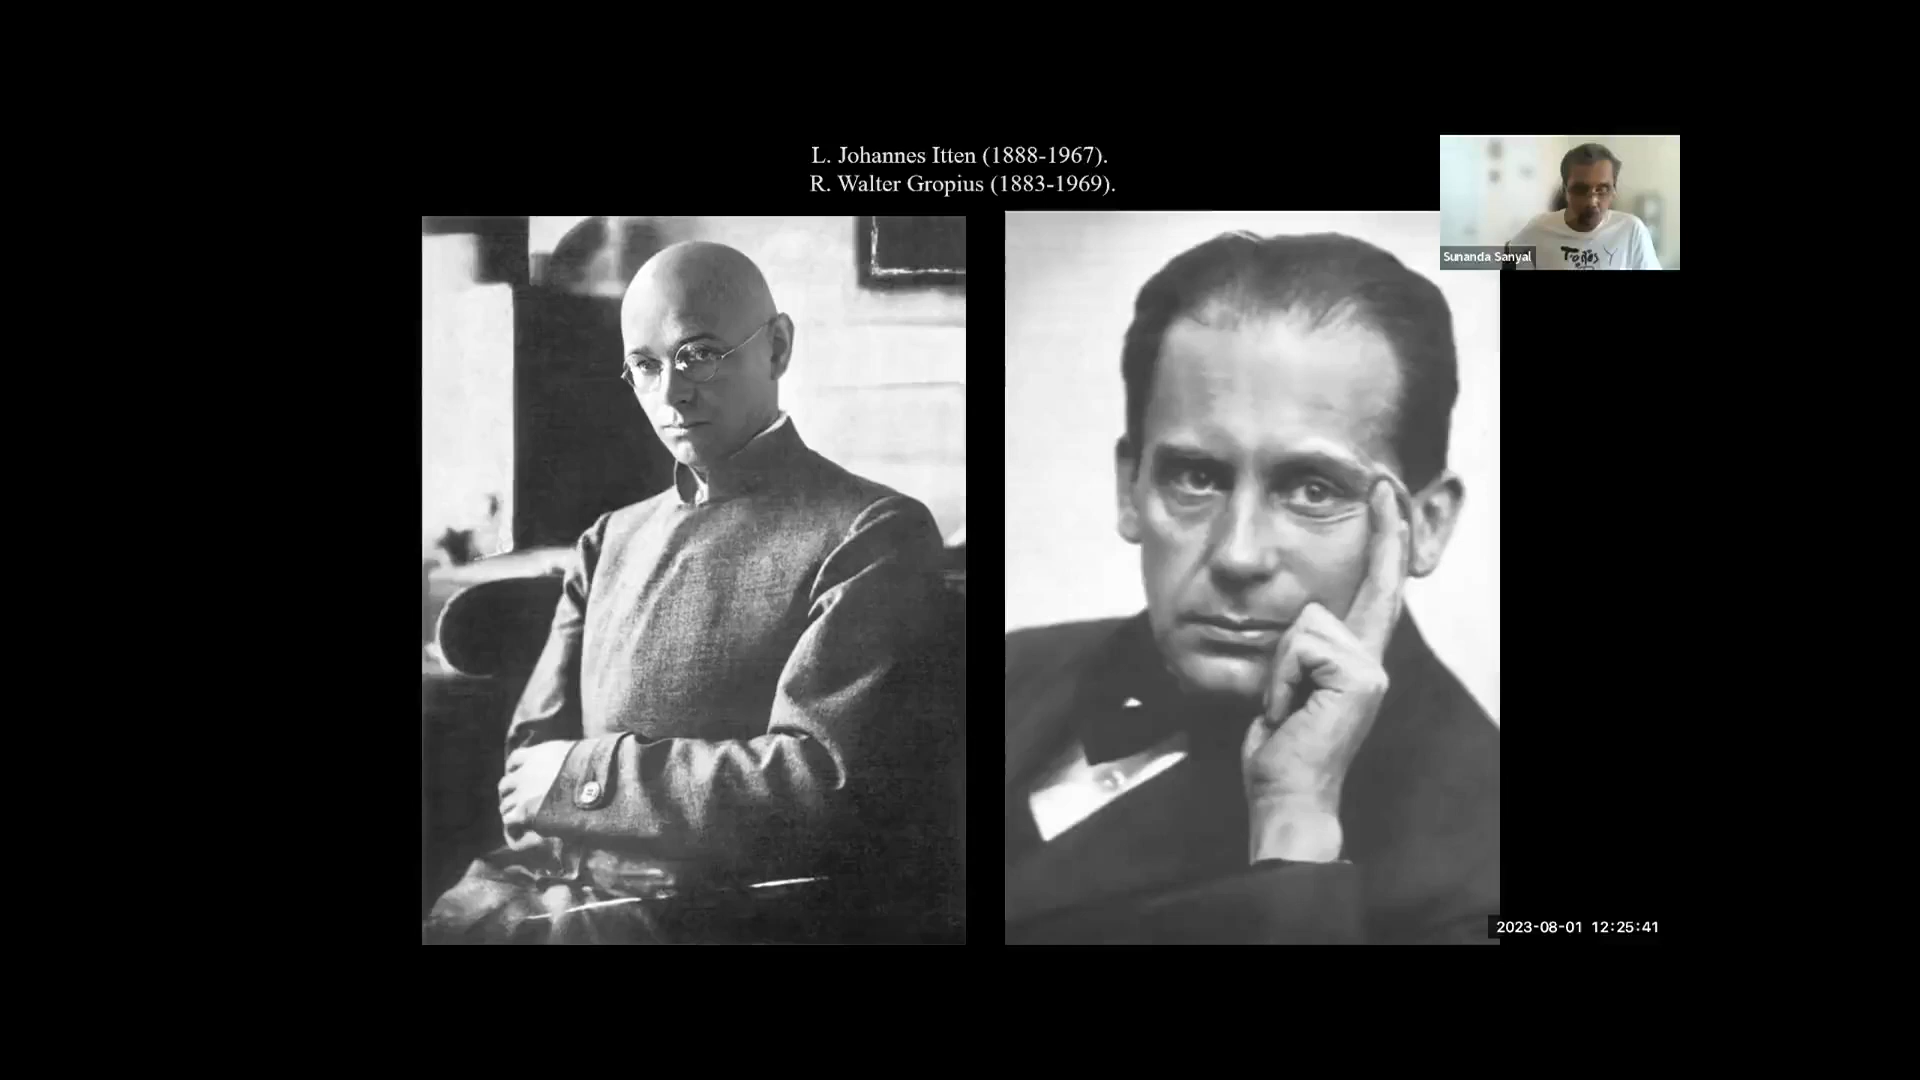 L. Johannes Itten (1888-1967).
R. Walter Gropius (1883-1969).
Sunanda Sanyal
2023-08-01 12:25:41